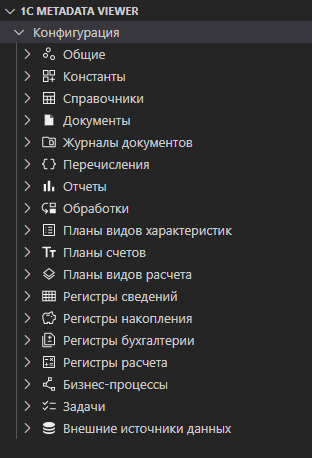 1C METADATA VIEWER
Конфигурация
Общие
Константы
Справочники
Документы
Журналы документов
Перечисления
Отчеты
Обработки
Планы видов характеристик
Планы счетов
Планы видов расчета
Регистры сведений
Регистры накопления
Регистры бухгалтерии
Регистры расчета
Бизнес-процессы
Задачи
Внешние источники данных